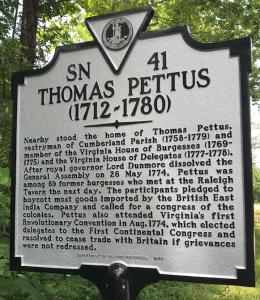 SN 41
THOMAS PETTUS
(1712-1780)
Nearby stood the home of Thomas Pettus,
vestryman of Cumberland Parish (1758-1779) and
member of the Virginia House of Burgesses (1769-
1775) and the Virginia House of Delegates (1777-1778).
After royal governor Lord Dunmore dissolved the
General Assembly on 26 May 1774, Pettus was
among 89 former burgesses who met at the Raleigh
Tavern the next day. The participants pledged to
boycott most goods imported by the British East
India Company and called for a congress of the
colonies. Pettus also attended Virginia's first
Revolutionary Convention in Aug. 1774, which elected
delegates to the First Continental Congress and
resolved to cease trade with Britain if grievances
were not redressed.
DEPARTMENT OF HISTORIC RESOURCES,